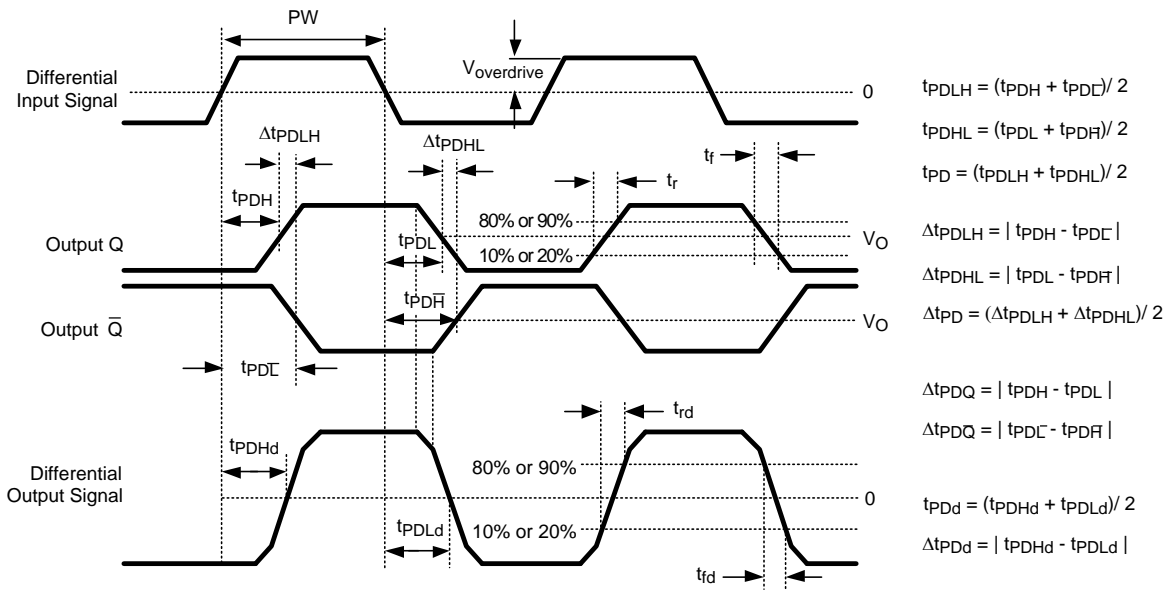 PW
Differential
Input Signal
Voverdrive
0
tPDLH = (tPDH + tPDL̅)/ 2
tPDHL = (tPDL + tPDH̅)/ 2
tPD = (tPDLH + tPDHL)/ 2
ΔtPDLH
ΔtPDHL
tf
tr
tPDH
80% or 90%
Output Q
tPDL
VO
10% or 20%
ΔtPDLH = | tPDH - tPDL̅ |
ΔtPDHL = | tPDL - tPDH̅ |
ΔtPD = (ΔtPDLH + ΔtPDHL)/ 2
tPDH̅
Output Q̅
VO
tPDL̅
ΔtPDQ = | tPDH - tPDL |
ΔtPDQ̅ = | tPDL̅ - tPDH̅ |
trd
tPDHd
80% or 90%
Differential
Output Signal
0
10% or 20%
tPDLd
tfd
tPDd = (tPDHd + tPDLd)/ 2
ΔtPDd = | tPDHd - tPDLd |